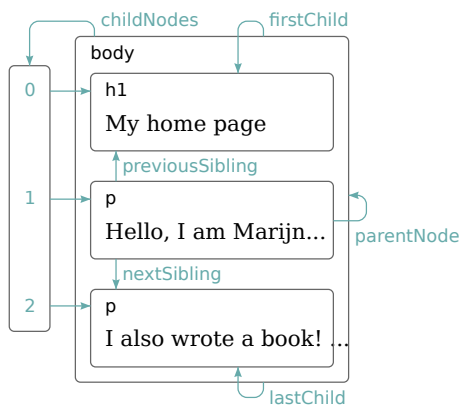 childNodes
firstChild
body
0
h1
My home page
previousSibling
1
p
Hello, I am Marijn...
parentNode
nextSibling
2
p
I also wrote a book! ...
lastChild